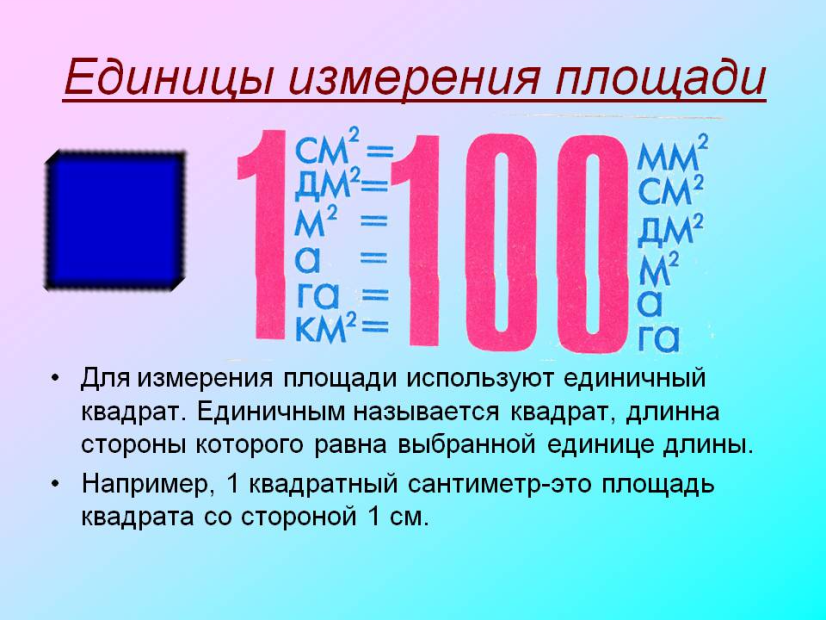 Единицы измерения площади
1 см² = 100 мм²
дм² = см²
м² = дм²
а = м²
га = а
км² = га
• Для измерения площади используют единичный
квадрат. Единичным называется квадрат, длинна
стороны которого равна выбранной единице длины.
• Например, 1 квадратный сантиметр-это площадь
квадрата со стороной 1 см.